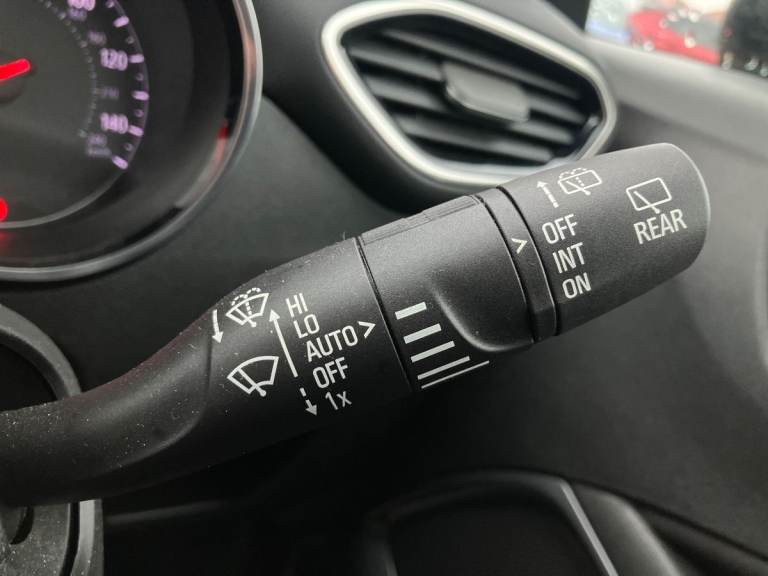 120
140
HI
LO
AUTO >
OFF
1x
>
OFF
INT
ON
REAR